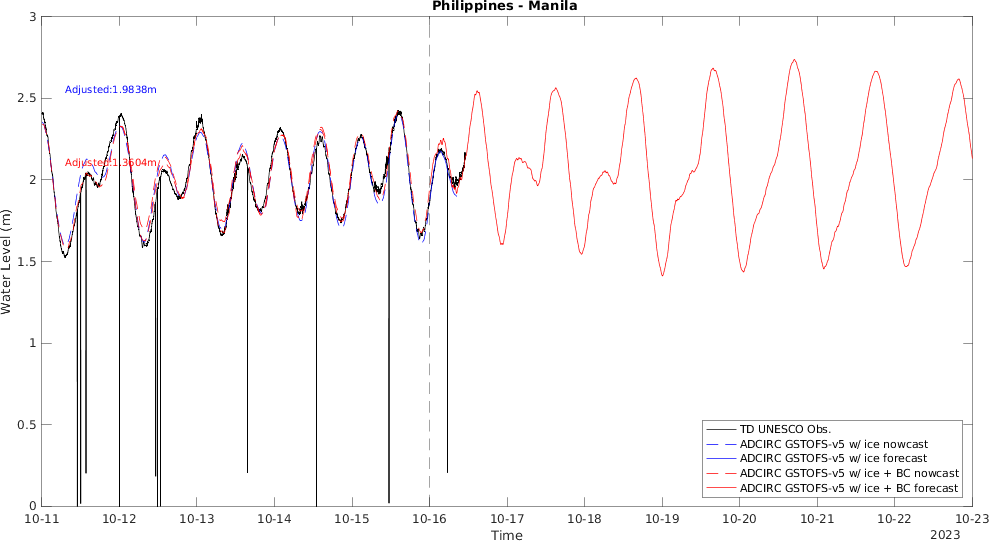 Philippines - Manila
3
2.5
2
1.5
1
0.5
0
Water Level (m)
Adjusted:1.9838m
Adjusted:1.3604m
TD UNESCO Obs.
ADCIRC GSTOFS-v5 w/ ice nowcast
ADCIRC GSTOFS-v5 w/ ice forecast
ADCIRC GSTOFS-v5 w/ ice + BC nowcast
ADCIRC GSTOFS-v5 w/ ice + BC forecast
10-11 10-12 10-13 10-14 10-15 10-16 10-17 10-18 10-19 10-20 10-21 10-22 10-23
Time
2023